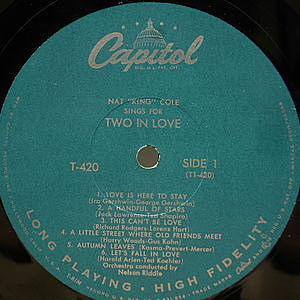 Capitol
NAT "KING" COLE
SINGS FOR
TWO IN LOVE
T-420
SIDE 1
(T1-420)
1. LOVE IS HERE TO STAY
(Ira Gershwin-George Gershwin)
2. A HANDFUL OF STARS
(Jack Lawrence-Ted Shapiro)
3. THIS CAN'T BE LOVE
(Richard Rodgers-Lorenz Hart)
4. A LITTLE STREET WHERE OLD FRIENDS MEET
(Harry Woods-Gus Kahn)
5. AUTUMN LEAVES (Kosma-Prevert-Mercer)
6. LET'S FALL IN LOVE
(Harold Arlen-Ted Koehler)
Orchestra conducted by
Nelson Riddle
LONG PLAYING · HIGH FIDELITY